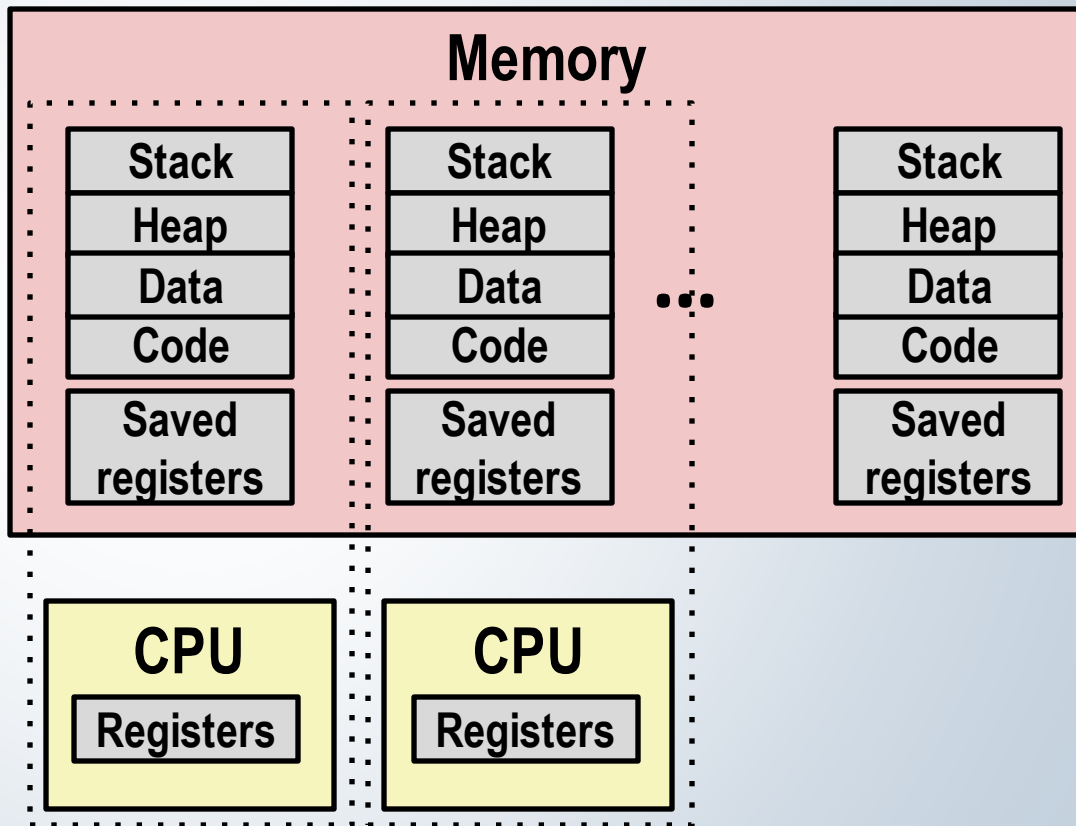 Memory
Stack
Heap
Data
Code
Saved
registers
Stack
Heap
Data
Code
Saved
registers
...
Stack
Heap
Data
Code
Saved
registers
CPU
Registers
CPU
Registers